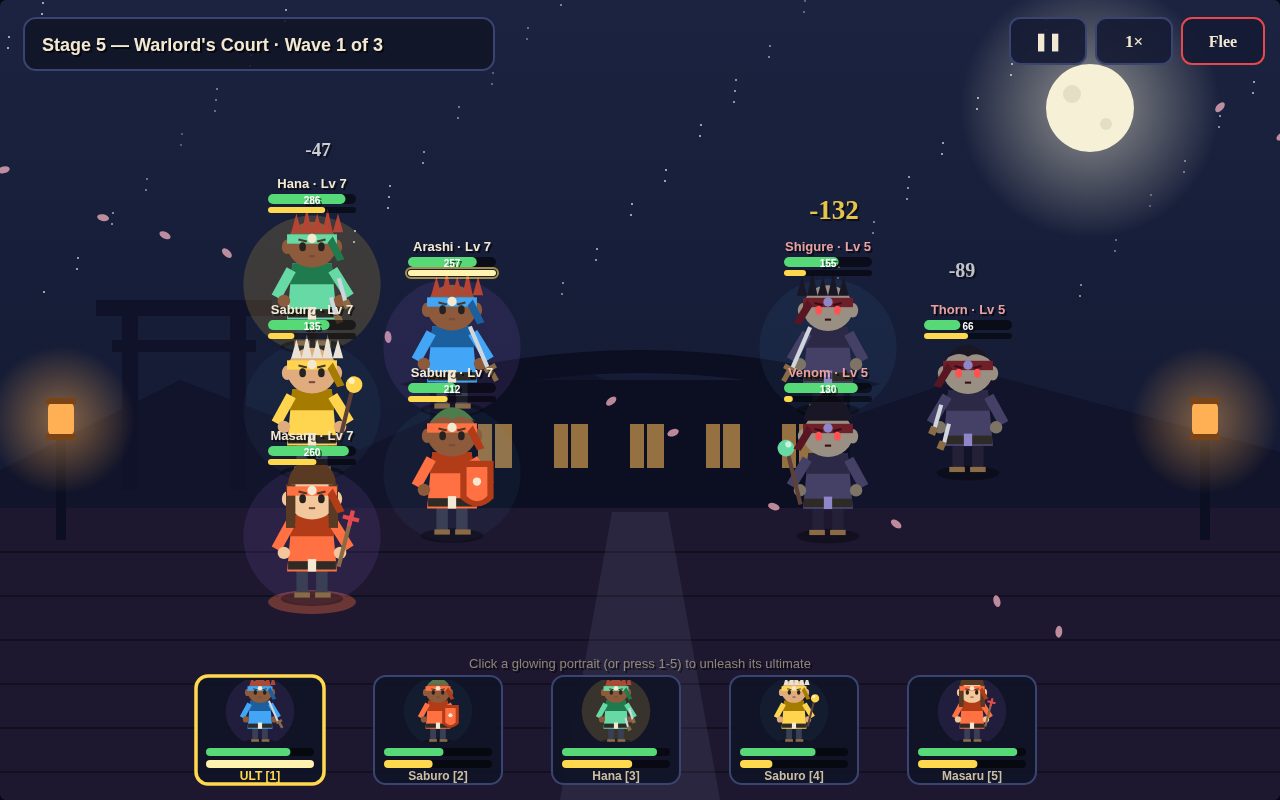 Stage 5 — Warlord's Court · Wave 1 of 3
1×
Flee
-47
Hana · Lv 7
286
-132
Arashi · Lv 7
257
Shigure · Lv 5
155
-89
Saburo · Lv 7
135
Thorn · Lv 5
66
Saburo · Lv 7
212
Venom · Lv 5
130
Masaru · Lv 7
260
Click a glowing portrait (or press 1-5) to unleash its ultimate
ULT [1]
Saburo [2]
Hana [3]
Saburo [4]
Masaru [5]